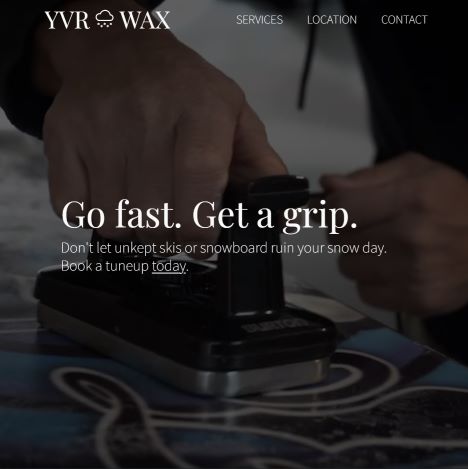 YVR WAX
SERVICES LOCATION CONTACT
Go fast. Get a grip.
Don't let unkept skis or snowboard ruin your snow day.
Book a tuneup today.
BURTON